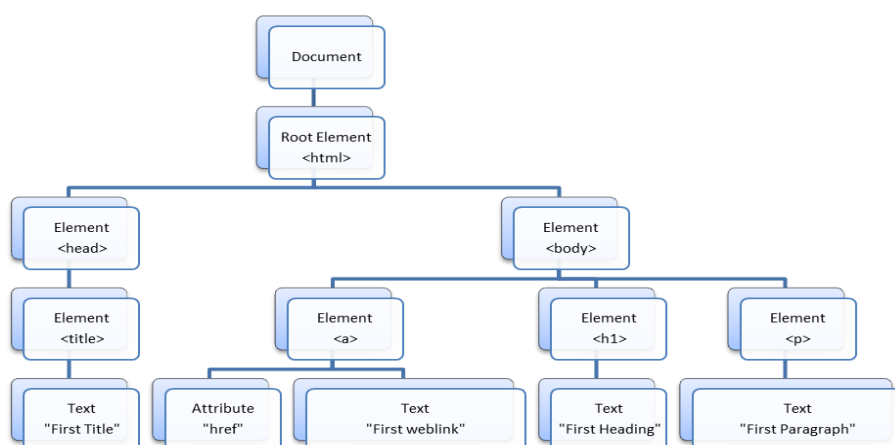 Document
Root Element
<html>
Element
<head>
Element
<body>
Element
<title>
Element
<a>
Element
<h1>
Element
<p>
Text
"First Title"
Attribute
"href"
Text
"First weblink"
Text
"First Heading"
Text
"First Paragraph"